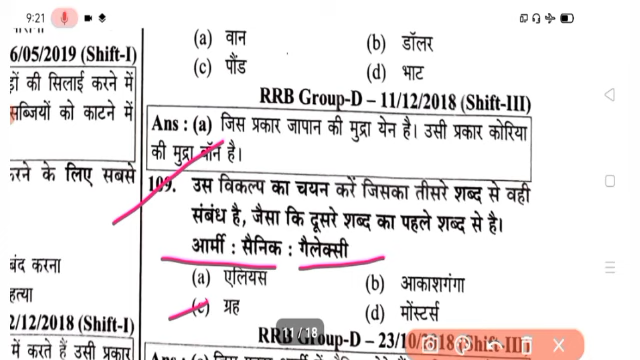 9:21
6/05/2019 (Shift-I)
ड़ों की सिलाई करने में
सब्जियों को काटने में
करने के लिए सबसे
बंद करना
हत्या
2/12/2018 (Shift-I)
में करते हैं उसी प्रकार
(a) वान
(b) डॉलर
(c) पौंड
(d) भाट
RRB Group-D – 11/12/2018 (Shift-III)
Ans : (a) जिस प्रकार जापान की मुद्रा येन है। उसी प्रकार कोरिया
की मुद्रा वॉन है।
109. उस विकल्प का चयन करें जिसका तीसरे शब्द से वही
संबंध है, जैसा कि दूसरे शब्द का पहले शब्द से है।
आर्मी : सैनिक : गैलेक्सी
(a) एलियस
(b) आकाशगंगा
(c) ग्रह
(d) मोंस्टर्स
11 / 18
RRB Group-D – 23/10/2018 (Shift-III)